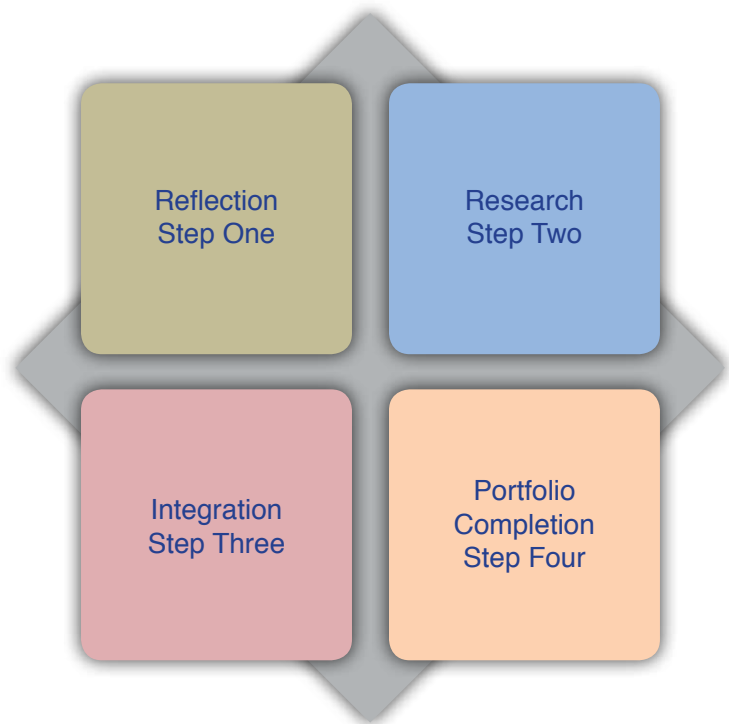 Reflection
Step One
Research
Step Two
Integration
Step Three
Portfolio
Completion
Step Four